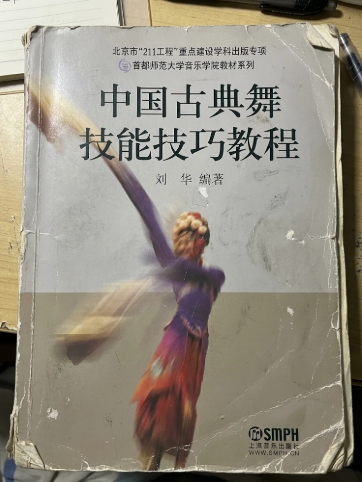 北京市“211工程”重点建设学科出版专项
首都师范大学音乐学院教材系列
中国古典舞
技能技巧教程
刘 华 编著
SMPH
上海音乐出版社
WWW.SMPH.CN